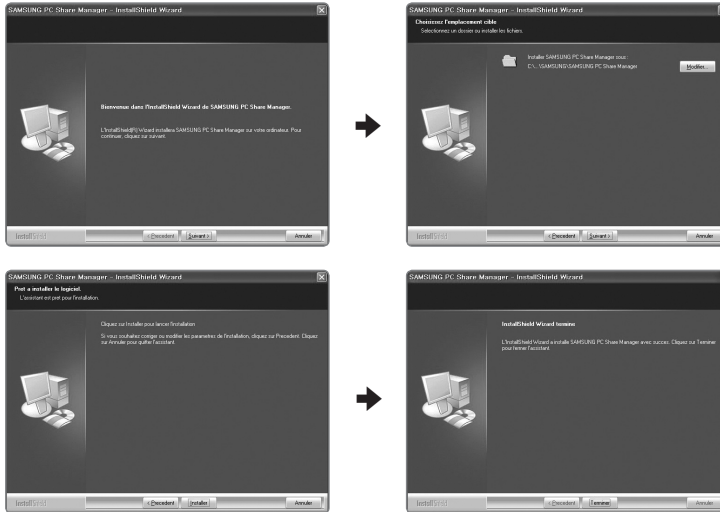 SAMSUNG PC Share Manager - InstallShield Wizard
Bienvenue dans l'InstallShield Wizard de SAMSUNG PC Share Manager.
L'InstallShield(R) Wizard installera SAMSUNG PC Share Manager sur votre ordinateur. Pour
continuer, cliquez sur suivant.
InstallShield
< Precedent
Suivant >
Annuler
SAMSUNG PC Share Manager - InstallShield Wizard
Choisissez l'emplacement cible
Selectionnez un dossier ou installer les fichiers.
Installer SAMSUNG PC Share Manager sous :
C:\... \SAMSUNG\SAMSUNG PC Share Manager
Modifier...
InstallShield
< Precedent
Suivant >
Annuler
SAMSUNG PC Share Manager - InstallShield Wizard
Pret a installer le logiciel.
L'assistant est pret pour l'installation.
Cliquez sur Installer pour lancer l'installation
Si vous souhaitez corriger ou modifier les parametres de l'installation, cliquez sur Precedent. Cliquez
sur Annuler pour quitter l'assistant.
InstallShield
< Precedent
Installer
Annuler
SAMSUNG PC Share Manager - InstallShield Wizard
InstallShield Wizard termine
L'InstallShield Wizard a installe SAMSUNG PC Share Manager avec succes. Cliquez sur Terminer
pour fermer l'assistant.
InstallShield
< Precedent
Terminer
Annuler